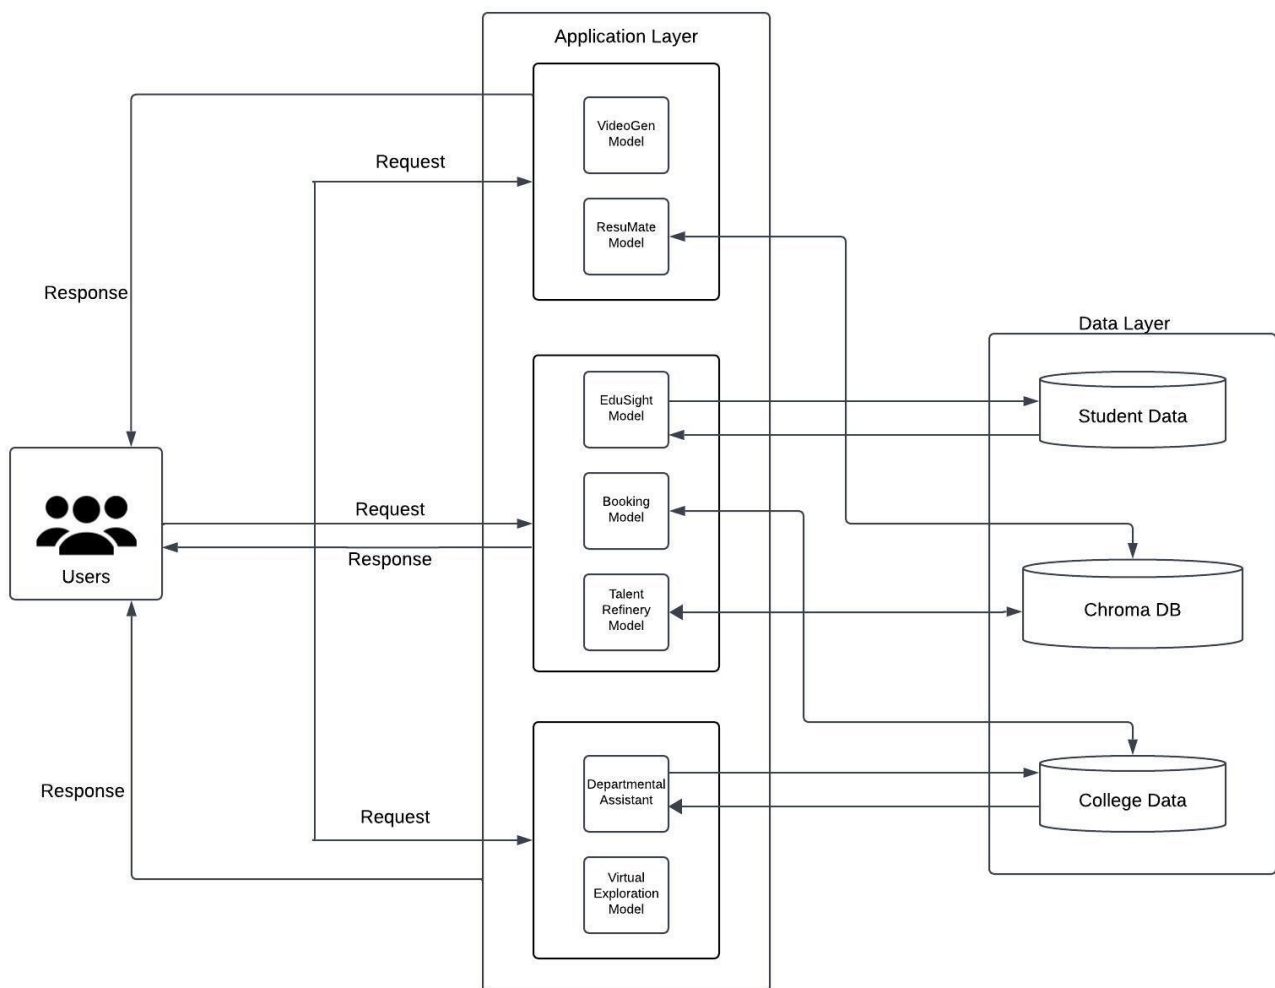 Application Layer
VideoGen
Model
Request
ResuMate
Model
Response
Data Layer
EduSight
Model
Student Data
Request
Booking
Model
Response
Users
Talent
Refinery
Model
Chroma DB
Response
Request
Departmental
Assistant
College Data
Virtual
Exploration
Model